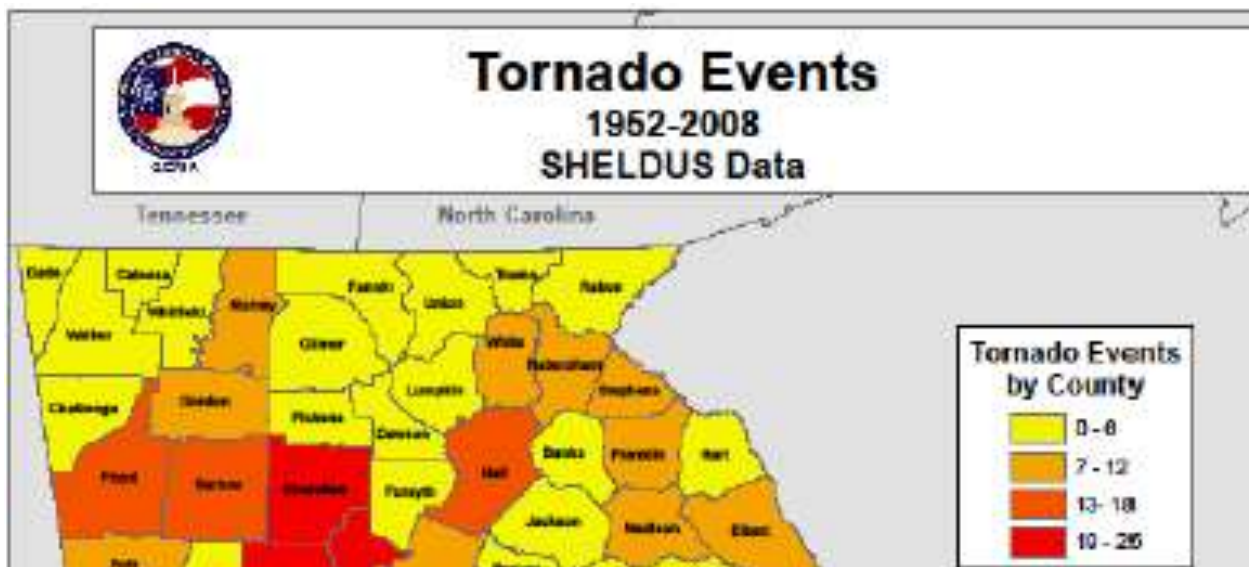 Tornado Events
1952-2008
SHELDUS Data
Tennessee
North Carolina
Dade
Catoosa
Fannin
Towns
Rabun
Union
Whitfield
Murray
Walker
Gilmer
White
Habersham
Lumpkin
Stephens
Chattooga
Gordon
Pickens
Dawson
Banks
Franklin
Hart
Floyd
Bartow
Cherokee
Forsyth
Hall
Jackson
Madison
Elbert
Polk
Tornado Events
by County
0 - 6
7 - 12
13- 18